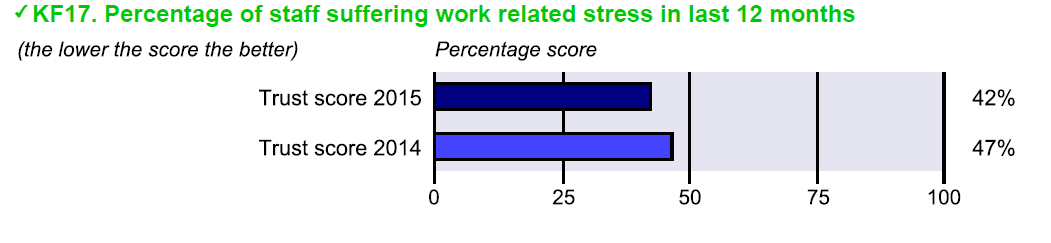 ✓KF17. Percentage of staff suffering work related stress in last 12 months
(the lower the score the better) Percentage score
Trust score 2015 42%
Trust score 2014 47%
0 25 50 75 100